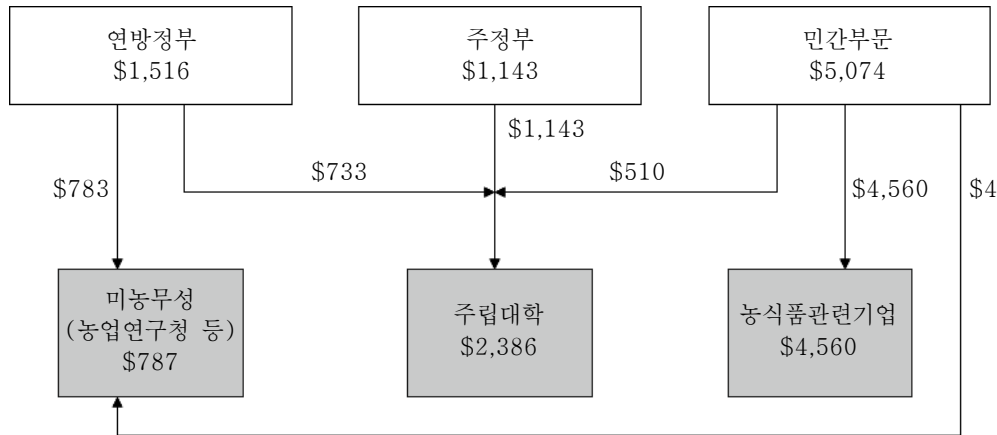 연방정부
$1,516
주정부
$1,143
민간부문
$5,074
$1,143
$733
$510
$783
$4,560
$4
미농무성
(농업연구청 등)
$787
주립대학
$2,386
농식품관련기업
$4,560